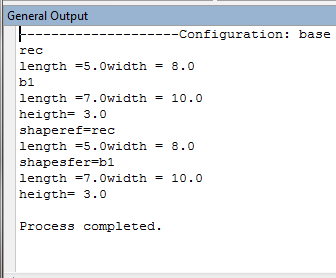 General Output
--------------------Configuration: base
rec
length =5.0width = 8.0
b1
length =7.0width = 10.0
heigth= 3.0
shaperef=rec
length =5.0width = 8.0
shapesfer=b1
length =7.0width = 10.0
heigth= 3.0
Process completed.